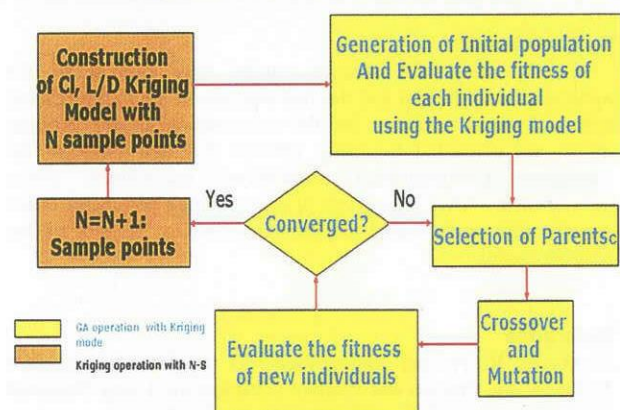 Construction
of Cl, L/D Kriging
Model with
N sample points
Generation of Initial population
And Evaluate the fitness of
each individual
using the Kriging model
Yes
Converged?
No
N=N+1:
Sample points
Selection of Parentsc
GA operation with Kriging
mode
Kriging operation with N-S
Evaluate the fitness
of new individuals
Crossover
and
Mutation